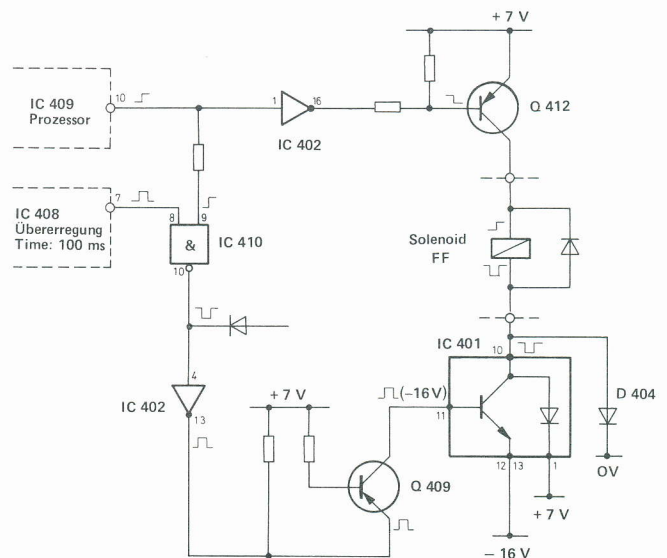 + 7 V
IC 409
Prozessor
10
1
16
IC 402
Q 412
IC 408
Übererregung
Time: 100 ms
7
8
9
&
IC 410
10
Solenoid
FF
IC 401
10
4
IC 402
13
+ 7 V
(−16 V)
11
D 404
12
13
1
0V
Q 409
+ 7 V
− 16 V